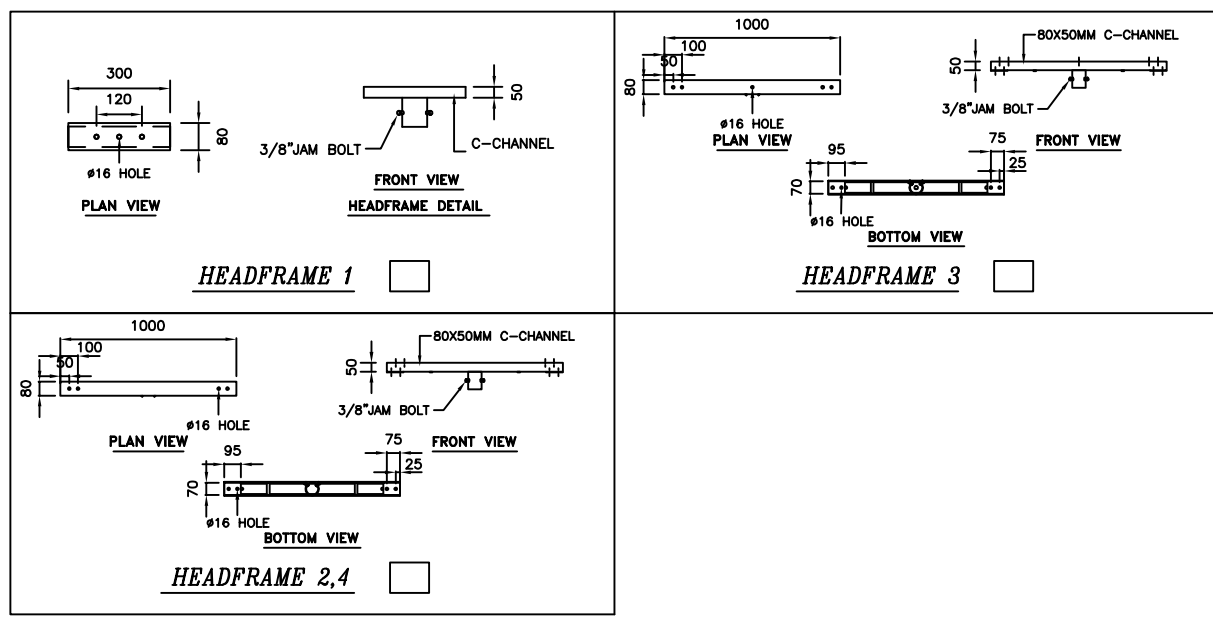 300
120
80
ø16 HOLE
PLAN VIEW
50
3/8"JAM BOLT
C-CHANNEL
FRONT VIEW
HEADFRAME DETAIL
HEADFRAME 1
1000
100
50
80
ø16 HOLE
PLAN VIEW
80X50MM C-CHANNEL
50
3/8"JAM BOLT
FRONT VIEW
95
75
25
70
ø16 HOLE
BOTTOM VIEW
HEADFRAME 3
1000
100
50
80
ø16 HOLE
PLAN VIEW
80X50MM C-CHANNEL
50
3/8"JAM BOLT
FRONT VIEW
95
75
25
70
ø16 HOLE
BOTTOM VIEW
HEADFRAME 2,4